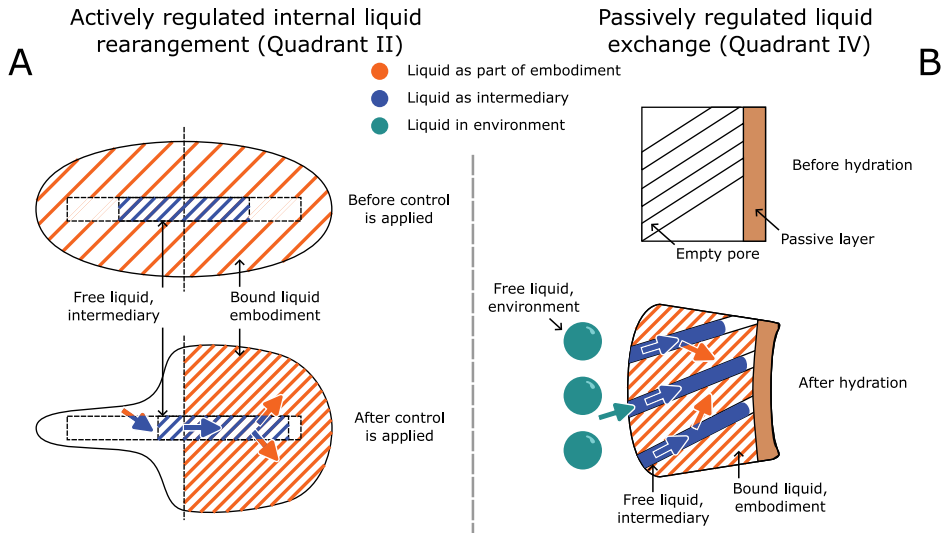 Actively regulated internal liquid
rearangement (Quadrant II)
Passively regulated liquid
exchange (Quadrant IV)
A
B
Liquid as part of embodiment
Liquid as intermediary
Liquid in environment
Before control
is applied
Free liquid,
intermediary
Bound liquid
embodiment
After control
is applied
Before hydration
Passive layer
Empty pore
Free liquid,
environment
After hydration
Free liquid,
intermediary
Bound liquid,
embodiment